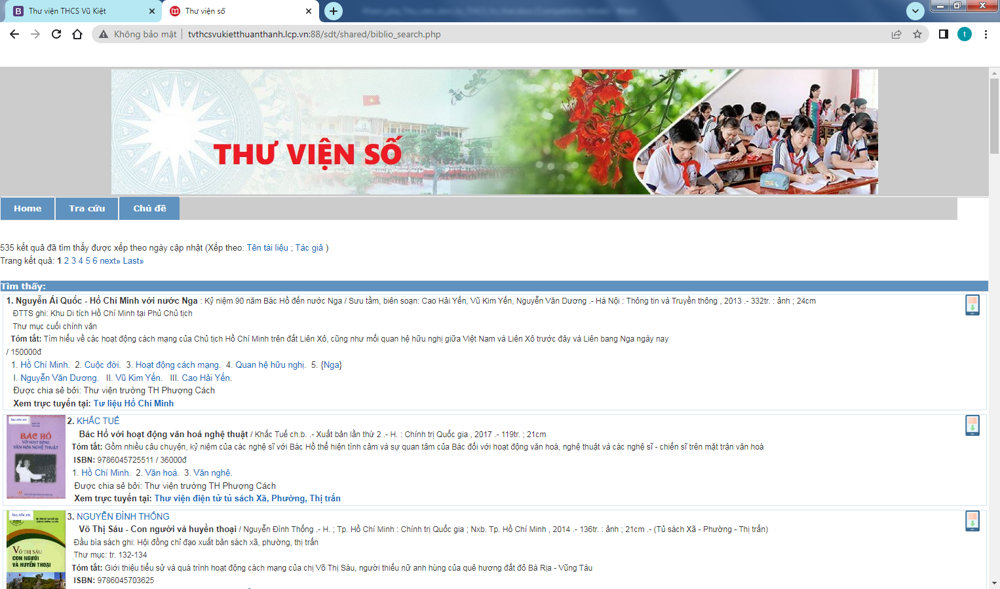 Thư viện THCS Vũ Kiệt
Thư viện số
Không bảo mật
tvthcsvukietthuanthanh.lcp.vn:88/sdt/shared/biblio_search.php
t
THƯ VIỆN SỐ
Home
Tra cứu
Chủ đề
535 kết quả đã tìm thấy được xếp theo ngày cập nhật (Xếp theo: Tên tài liệu ; Tác giả )
Trang kết quả: 1 2 3 4 5 6 next» Last»
Tìm thấy:
1. Nguyễn Ái Quốc - Hồ Chí Minh với nước Nga : Kỷ niệm 90 năm Bác Hồ đến nước Nga / Sưu tầm, biên soạn: Cao Hải Yến, Vũ Kim Yến, Nguyễn Văn Dương .- Hà Nội : Thông tin và Truyền thông , 2013 .- 332tr. : ảnh ; 24cm
ĐTTS ghi: Khu Di tích Hồ Chí Minh tại Phủ Chủ tịch
Thư mục cuối chính văn
Tóm tắt: Tìm hiểu về các hoạt động cách mạng của Chủ tịch Hồ Chí Minh trên đất Liên Xô, cũng như mối quan hệ hữu nghị giữa Việt Nam và Liên Xô trước đây và Liên bang Nga ngày nay
/ 150000đ
1. Hồ Chí Minh. 2. Cuộc đời. 3. Hoạt động cách mạng. 4. Quan hệ hữu nghị. 5. {Nga}
I. Nguyễn Văn Dương. II. Vũ Kim Yến. III. Cao Hải Yến.
Được chia sẻ bởi: Thư viện trường TH Phượng Cách
Xem trực tuyến tại: Tư liệu Hồ Chí Minh
lsc.nlv.vn
BÁC HỒ
VỚI HOẠT ĐỘNG
VĂN HÓA NGHỆ THUẬT
2. KHẮC TUẾ
Bác Hồ với hoạt động văn hoá nghệ thuật / Khắc Tuế ch.b. .- Xuất bản lần thứ 2 .- H. : Chính trị Quốc gia , 2017 .- 119tr. ; 21cm
Tóm tắt: Gồm nhiều câu chuyện, kỷ niệm của các nghệ sĩ với Bác Hồ thể hiện tình cảm và sự quan tâm của Bác đối với hoạt động văn hoá, nghệ thuật và các nghệ sĩ - chiến sĩ trên mặt trận văn hoá
ISBN: 9786045725511 / 36000đ
1. Hồ Chí Minh. 2. Văn hoá. 3. Văn nghệ.
Được chia sẻ bởi: Thư viện trường TH Phượng Cách
Xem trực tuyến tại: Thư viện điện tử tủ sách Xã, Phường, Thị trấn
lsc.nlv.vn
VÕ THỊ SÁU
CON NGƯỜI
VÀ HUYỀN THOẠI
3. NGUYỄN ĐÌNH THỐNG
Võ Thị Sáu - Con người và huyền thoại / Nguyễn Đình Thống .- H. ; Tp. Hồ Chí Minh : Chính trị Quốc gia ; Nxb. Tp. Hồ Chí Minh , 2014 .- 136tr. : ảnh ; 21cm .- (Tủ sách Xã - Phường - Thị trấn)
Đầu bìa sách ghi: Hội đồng chỉ đạo xuất bản sách xã, phường, thị trấn
Thư mục: tr. 132-134
Tóm tắt: Giới thiệu tiểu sử và quá trình hoạt động cách mạng của chị Võ Thị Sáu, người thiếu nữ anh hùng của quê hương đất đỏ Bà Rịa - Vũng Tàu
ISBN: 9786045703625